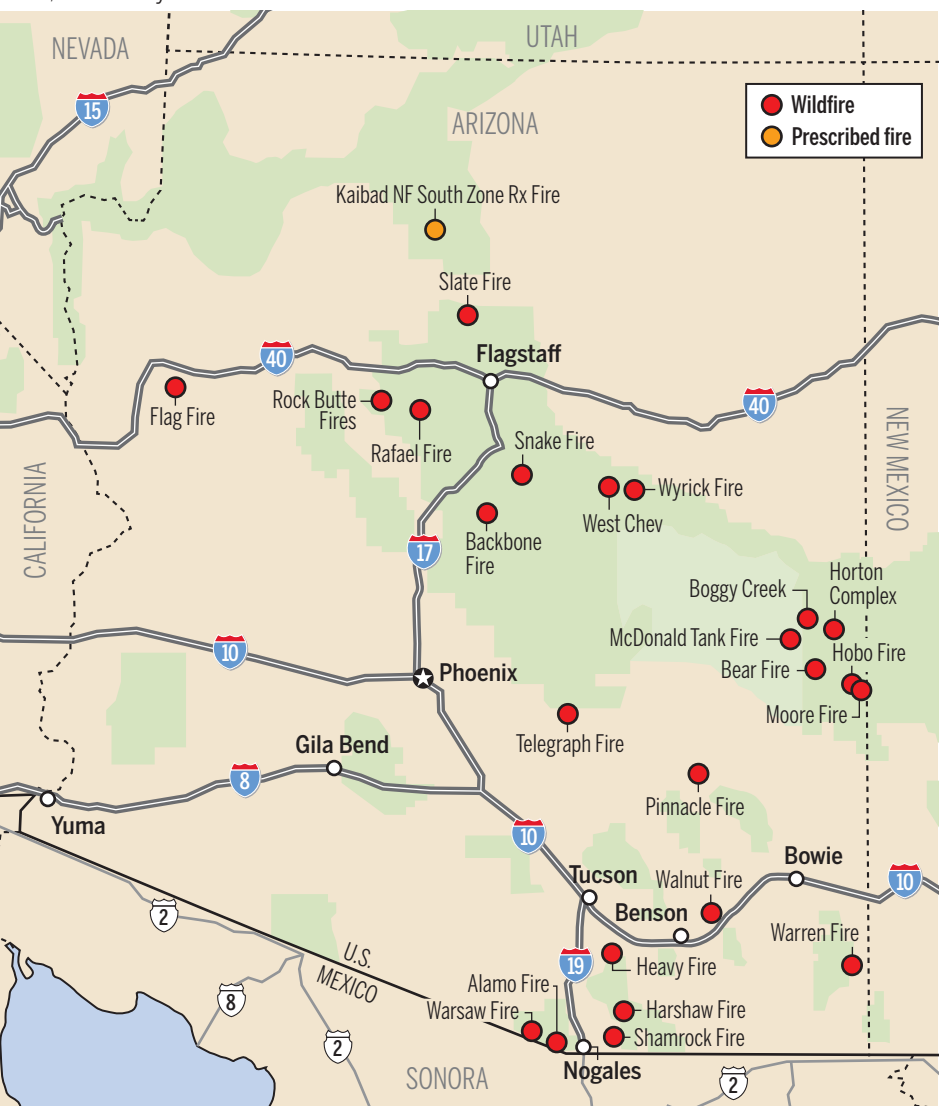 NEVADA
UTAH
15
ARIZONA
Wildfire
Prescribed fire
Kaibad NF South Zone Rx Fire
Slate Fire
40
Flagstaff
Flag Fire
Rock Butte
Fires
Rafael Fire
40
Snake Fire
CALIFORNIA
NEW MEXICO
West Chev
Wyrick Fire
Backbone
Fire
17
Boggy Creek
Horton
Complex
10
McDonald Tank Fire
Hobo Fire
Bear Fire
Phoenix
Moore Fire
Telegraph Fire
Gila Bend
8
Pinnacle Fire
Yuma
10
Bowie
Tucson
Walnut Fire
10
Benson
2
Warren Fire
U.S.
MEXICO
19
Heavy Fire
Alamo Fire
8
Warsaw Fire
Harshaw Fire
Shamrock Fire
2
Nogales
SONORA
2